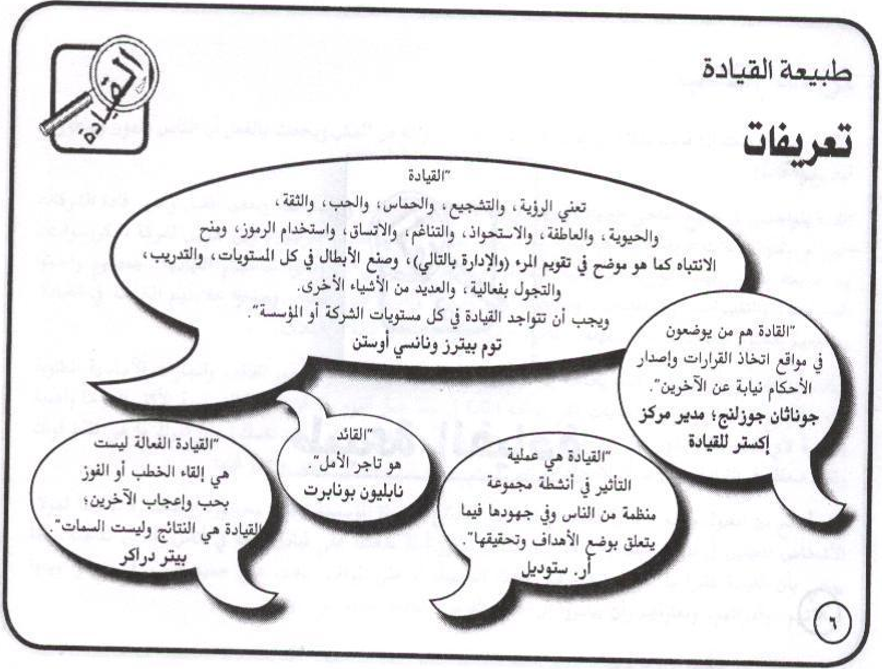 طبيعة القيادة
القيادة
تعريفات
"القيادة
تعني الرؤية، والتشجيع، والحماس، والحب، والثقة،
والحيوية، والعاطفة، والاستحواذ، والتناغم، والاتساق، واستخدام الرموز، ومنح
الانتباه كما هو موضح في تقويم المرء (والإدارة بالتالي)، وصنع الأبطال في كل المستويات، والتدريب،
والتجول بفعالية، والعديد من الأشياء الأخرى.
ويجب أن تتواجد القيادة في كل مستويات الشركة أو المؤسسة".
توم بيترز ونانسي أوستن
"القادة هم من يوضعون
في مواقع اتخاذ القرارات وإصدار
الأحكام نيابة عن الآخرين".
جوناثان جوزلنج؛ مدير مركز
إكستر للقيادة
"القيادة هي عملية
التأثير في أنشطة مجموعة
منظمة من الناس وفي جهودها فيما
يتعلق بوضع الأهداف وتحقيقها".
أر. ستوديل
"القائد
هو تاجر الأمل".
نابليون بونابرت
"القيادة الفعالة ليست
هي إلقاء الخطب أو الفوز
بحب وإعجاب الآخرين؛
القيادة هي النتائج وليست السمات".
بيتر دراكر
٦